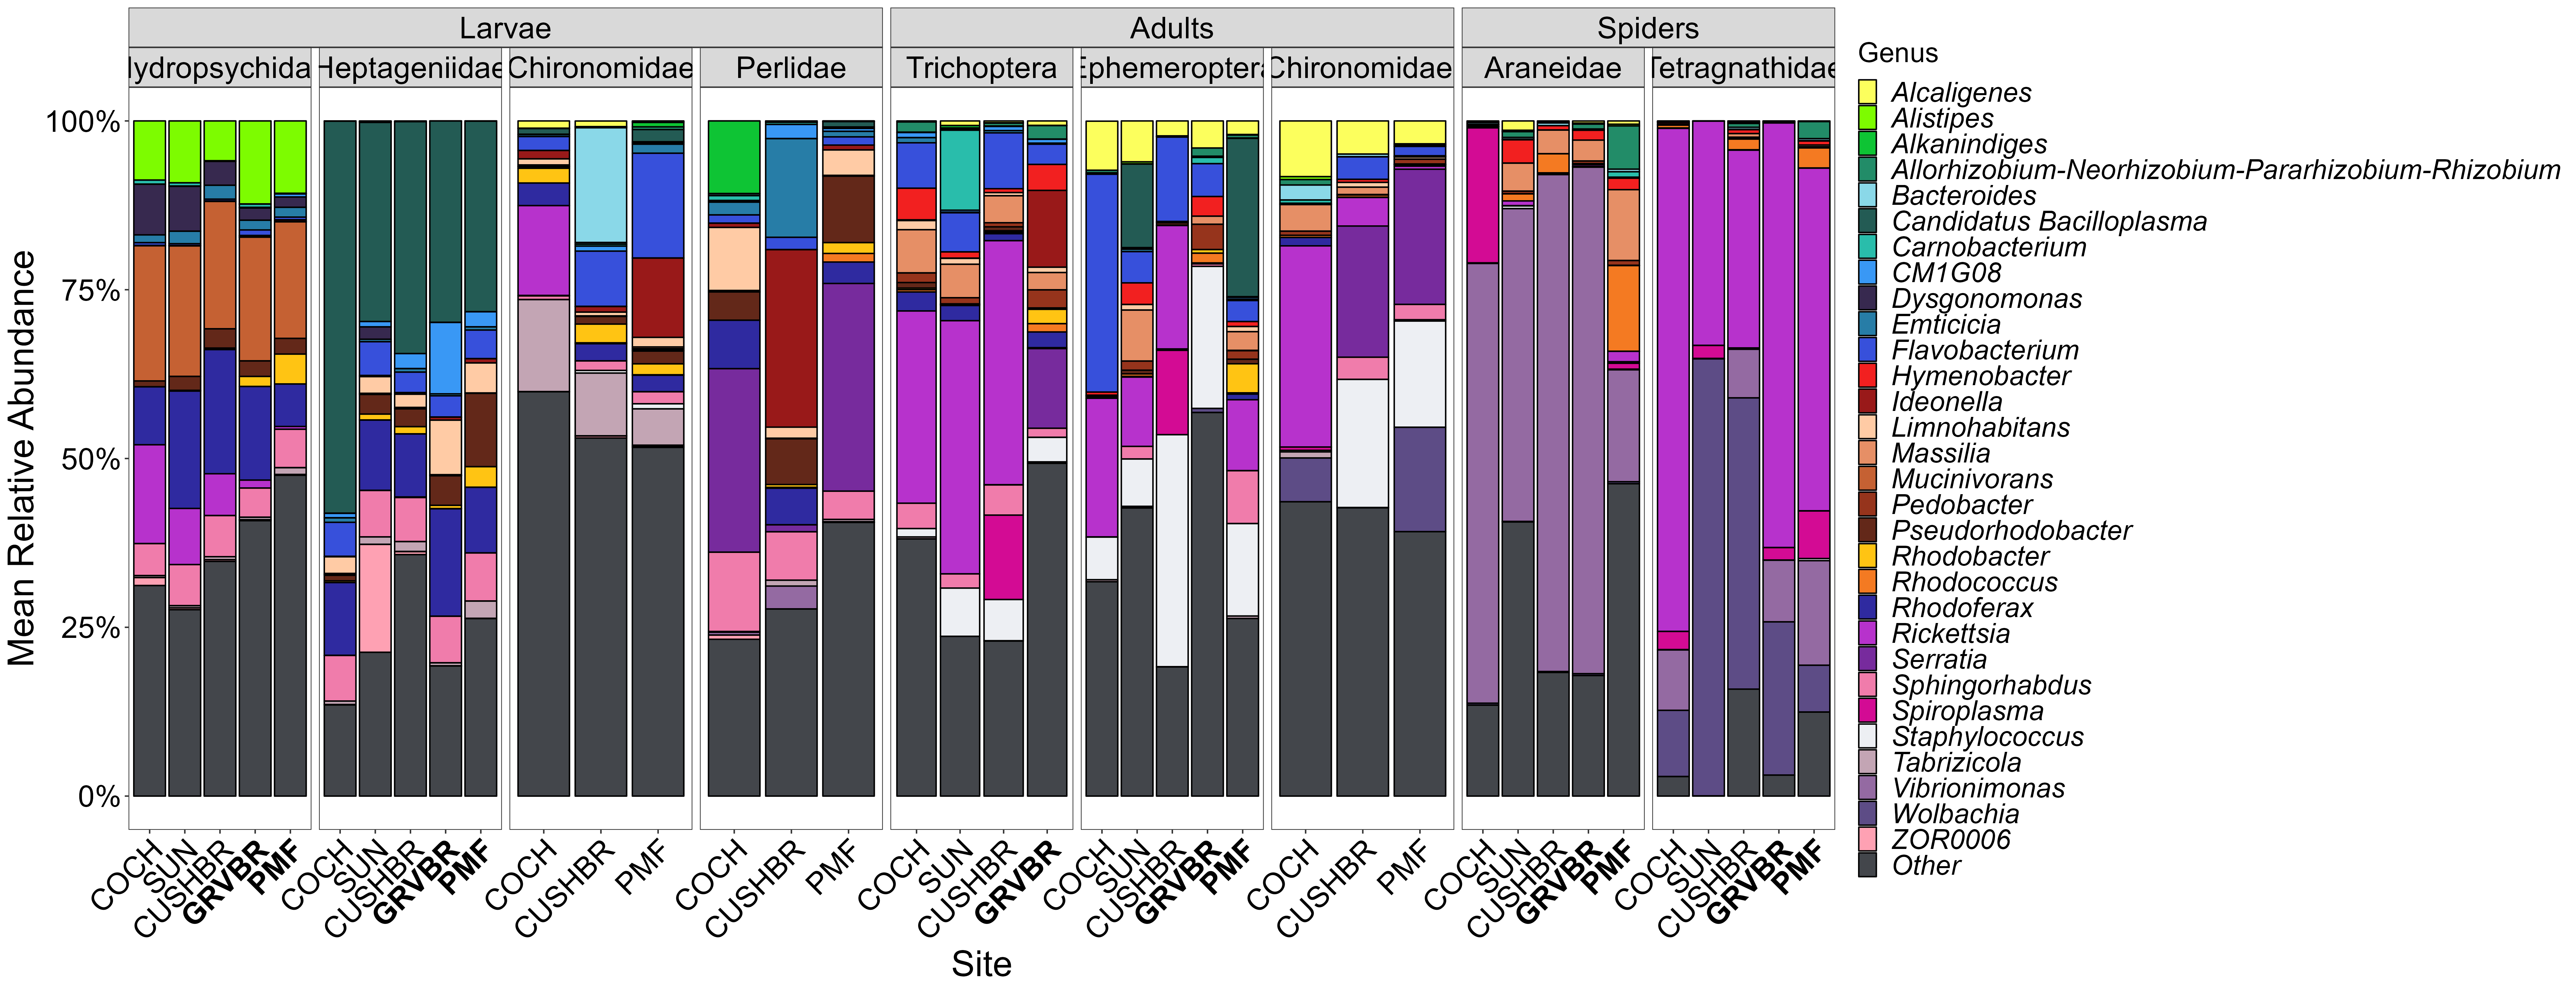 Larvae Adults Spiders
ydropsychida Heptageniidae Chironomidae Perlidae Trichoptera Ephemeroptera Chironomidae Araneidae Tetragnathidae
Mean Relative Abundance
100%
75%
50%
25%
0%
COCH SUN CUSHBR GRVBR PMF COCH SUN CUSHBR GRVBR PMF COCH CUSHBR PMF COCH CUSHBR PMF COCH SUN CUSHBR GRVBR COCH SUN CUSHBR GRVBR PMF COCH CUSHBR PMF COCH SUN CUSHBR GRVBR PMF COCH SUN CUSHBR GRVBR PMF
Site
Genus
Alcaligenes
Alistipes
Alkanindiges
Allorhizobium-Neorhizobium-Pararhizobium-Rhizobium
Bacteroides
Candidatus Bacilloplasma
Carnobacterium
CM1G08
Dysgonomonas
Emticicia
Flavobacterium
Hymenobacter
Ideonella
Limnohabitans
Massilia
Mucinivorans
Pedobacter
Pseudorhodobacter
Rhodobacter
Rhodococcus
Rhodoferax
Rickettsia
Serratia
Sphingorhabdus
Spiroplasma
Staphylococcus
Tabrizicola
Vibrionimonas
Wolbachia
ZOR0006
Other